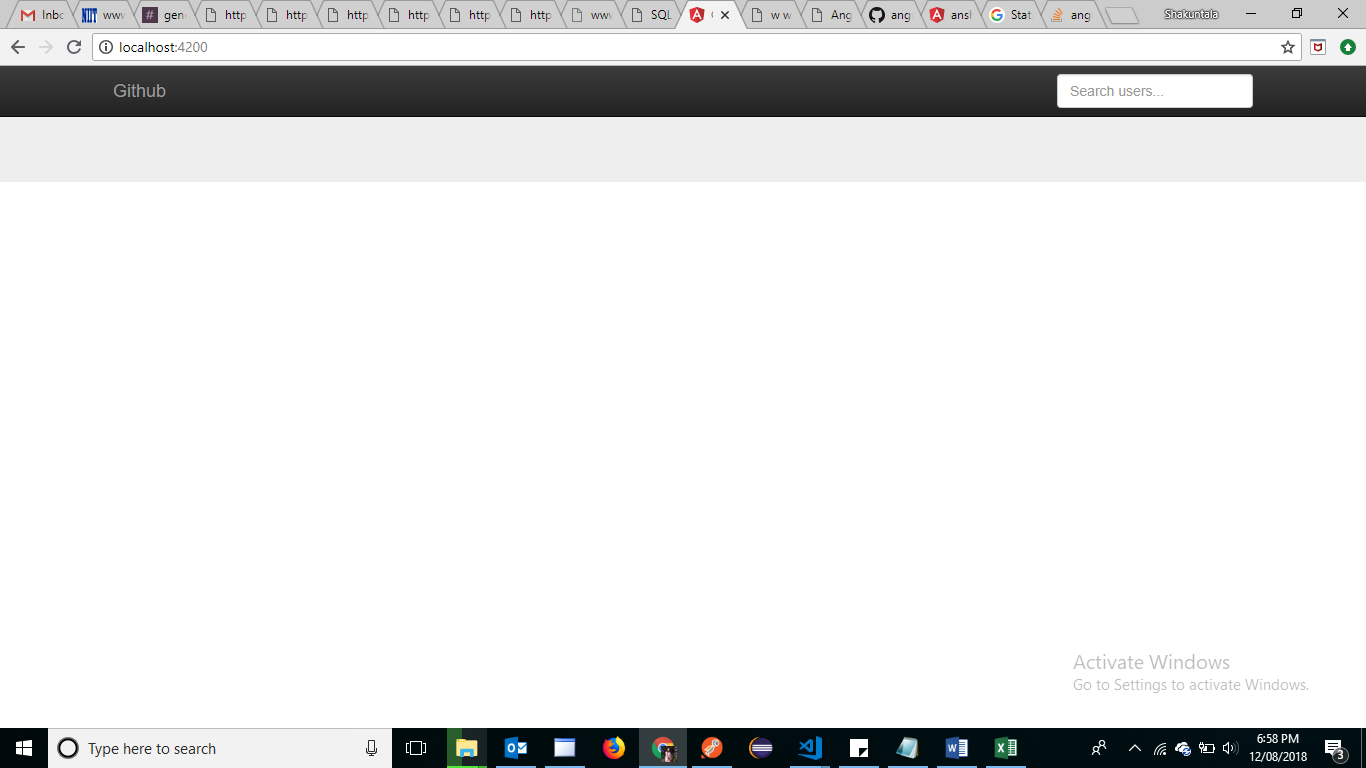 Inbc www gen http http http http http http www SQL w w Ang ang ansl Stat ang Shakuntala
localhost:4200
Github Search users...
Activate Windows
Go to Settings to activate Windows.
Type here to search
6:58 PM
12/08/2018
3